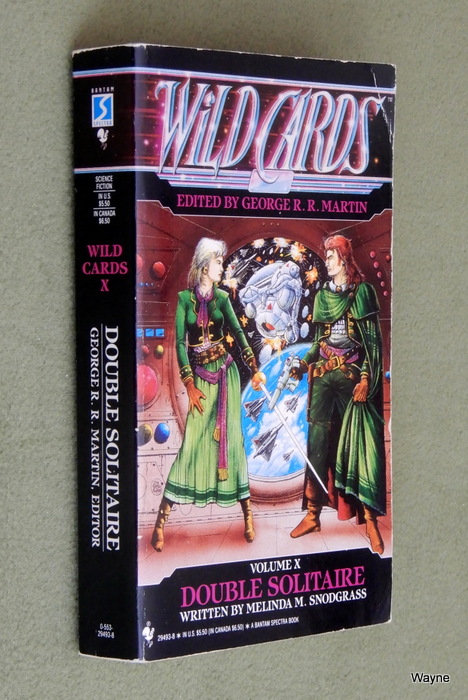 BANTAM
SPECTRA
SCIENCE
FICTION
IN U.S.
$5.50
IN CANADA
$6.50
WILD
CARDS
X
DOUBLE SOLITAIRE
GEORGE R. R. MARTIN, EDITOR
0-553-
29493-8
WILD CARDS
EDITED BY GEORGE R. R. MARTIN
VOLUME X
DOUBLE SOLITAIRE
WRITTEN BY MELINDA M. SNODGRASS
29493-8 * IN U.S. $5.50 (IN CANADA $6.50) * A BANTAM SPECTRA BOOK
Wayne